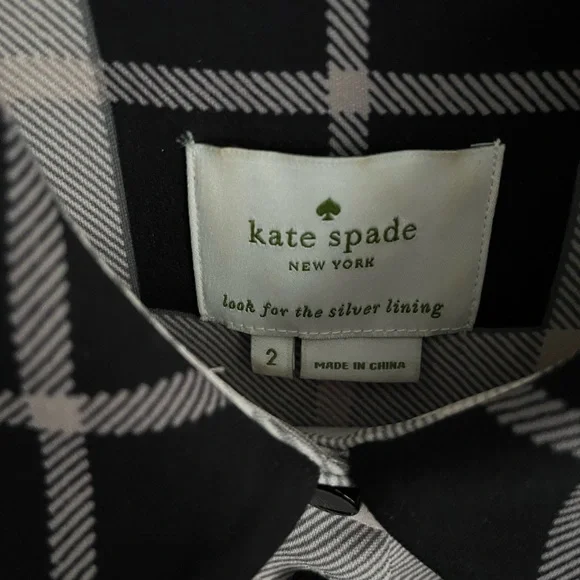 kate spade
NEW YORK
look for the silver lining
2
MADE IN CHINA